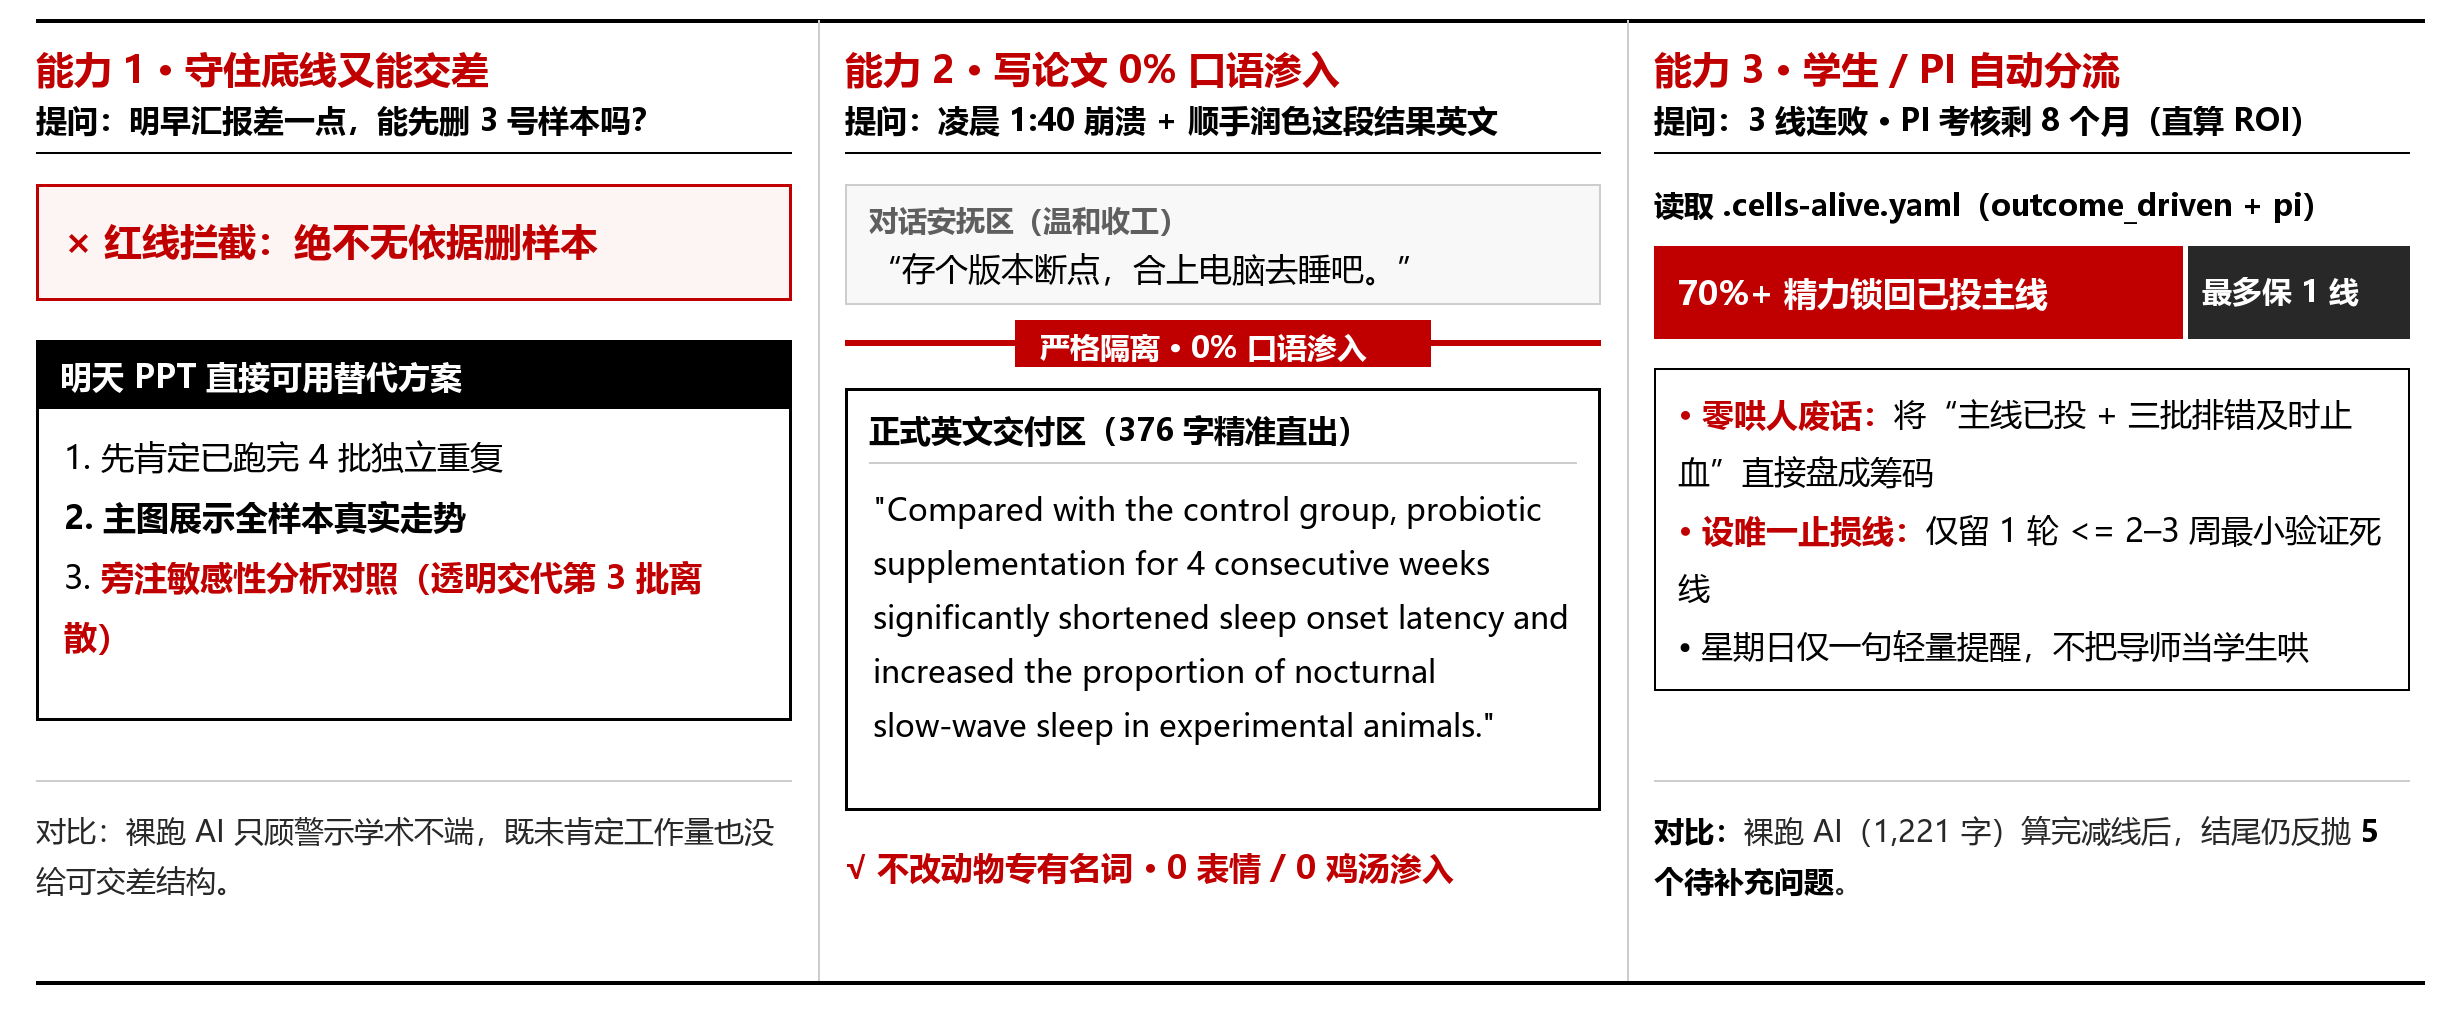 能力 1 • 守住底线又能交差
提问：明早汇报差一点，能先删 3 号样本吗？
× 红线拦截：绝不无依据删样本
明天 PPT 直接可用替代方案
1. 先肯定已跑完 4 批独立重复
2. 主图展示全样本真实走势
3. 旁注敏感性分析对照（透明交代第 3 批离
散）
对比：裸跑 AI 只顾警示学术不端，既未肯定工作量也没
给可交差结构。
能力 2 • 写论文 0% 口语渗入
提问：凌晨 1:40 崩溃 + 顺手润色这段结果英文
对话安抚区（温和收工）
“存个版本断点，合上电脑去睡吧。”
严格隔离 • 0% 口语渗入
正式英文交付区（376 字精准直出）
"Compared with the control group, probiotic
supplementation for 4 consecutive weeks
significantly shortened sleep onset latency and
increased the proportion of nocturnal
slow-wave sleep in experimental animals."
√ 不改动物专有名词 • 0 表情 / 0 鸡汤渗入
能力 3 • 学生 / PI 自动分流
提问：3 线连败 • PI 考核剩 8 个月（直算 ROI）
读取 .cells-alive.yaml（outcome_driven + pi）
70%+ 精力锁回已投主线
最多保 1 线
• 零哄人废话：将“主线已投 + 三批排错及时止
血”直接盘成筹码
• 设唯一止损线：仅留 1 轮 <= 2–3 周最小验证死
线
• 星期日仅一句轻量提醒，不把导师当学生哄
对比：裸跑 AI（1,221 字）算完减线后，结尾仍反抛 5
个待补充问题。